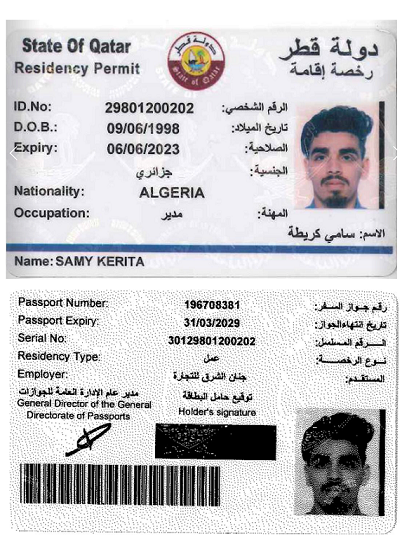 State Of Qatar دولة قطر
Residency Permit رخصة إقامة
دولة قطر
State of Qatar
ID.No: 29801200202 الرقم الشخصي:
D.O.B.: 09/06/1998 تاريخ الميلاد:
Expiry: 06/06/2023 الصلاحية:
جزائري الجنسية:
Nationality: ALGERIA
Occupation: مدير المهنة:
الاسم: سامي كريطة
Name: SAMY KERITA
Passport Number: 196708381 رقم جواز السفر:
Passport Expiry: 31/03/2029 تاريخ انتهاءالجواز:
Serial No: 30129801200202 الرقم المسلسل:
Residency Type: عمل نوع الرخصة:
Employer: جنان الشرق للتجارة المستقدم:
مدير عام الإدارة العامة للجوازات توقيع حامل البطاقة
General Director of the General Holder's signature
Directorate of Passports